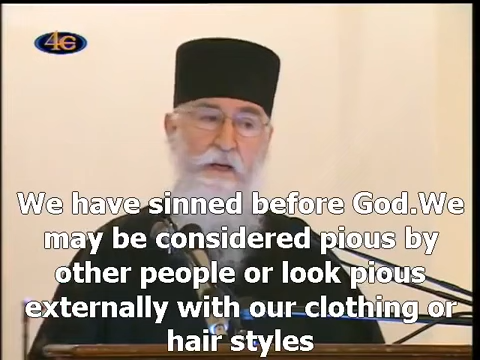 4E
We have sinned before God.We
may be considered pious by
other people or look pious
externally with our clothing or
hair styles